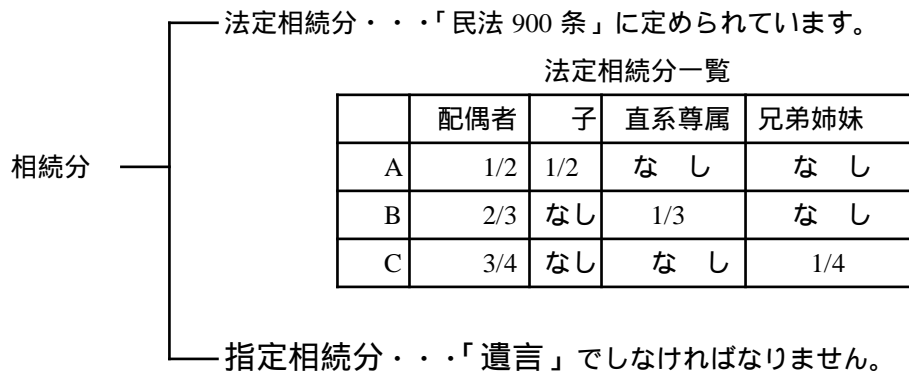 法定相続分・・・「民法 900 条」に定められています。
法定相続分一覧
配偶者 子 直系尊属 兄弟姉妹
相続分
A 1/2 1/2 な し な し
B 2/3 なし 1/3 な し
C 3/4 なし な し 1/4
指定相続分・・・「遺言」でしなければなりません。